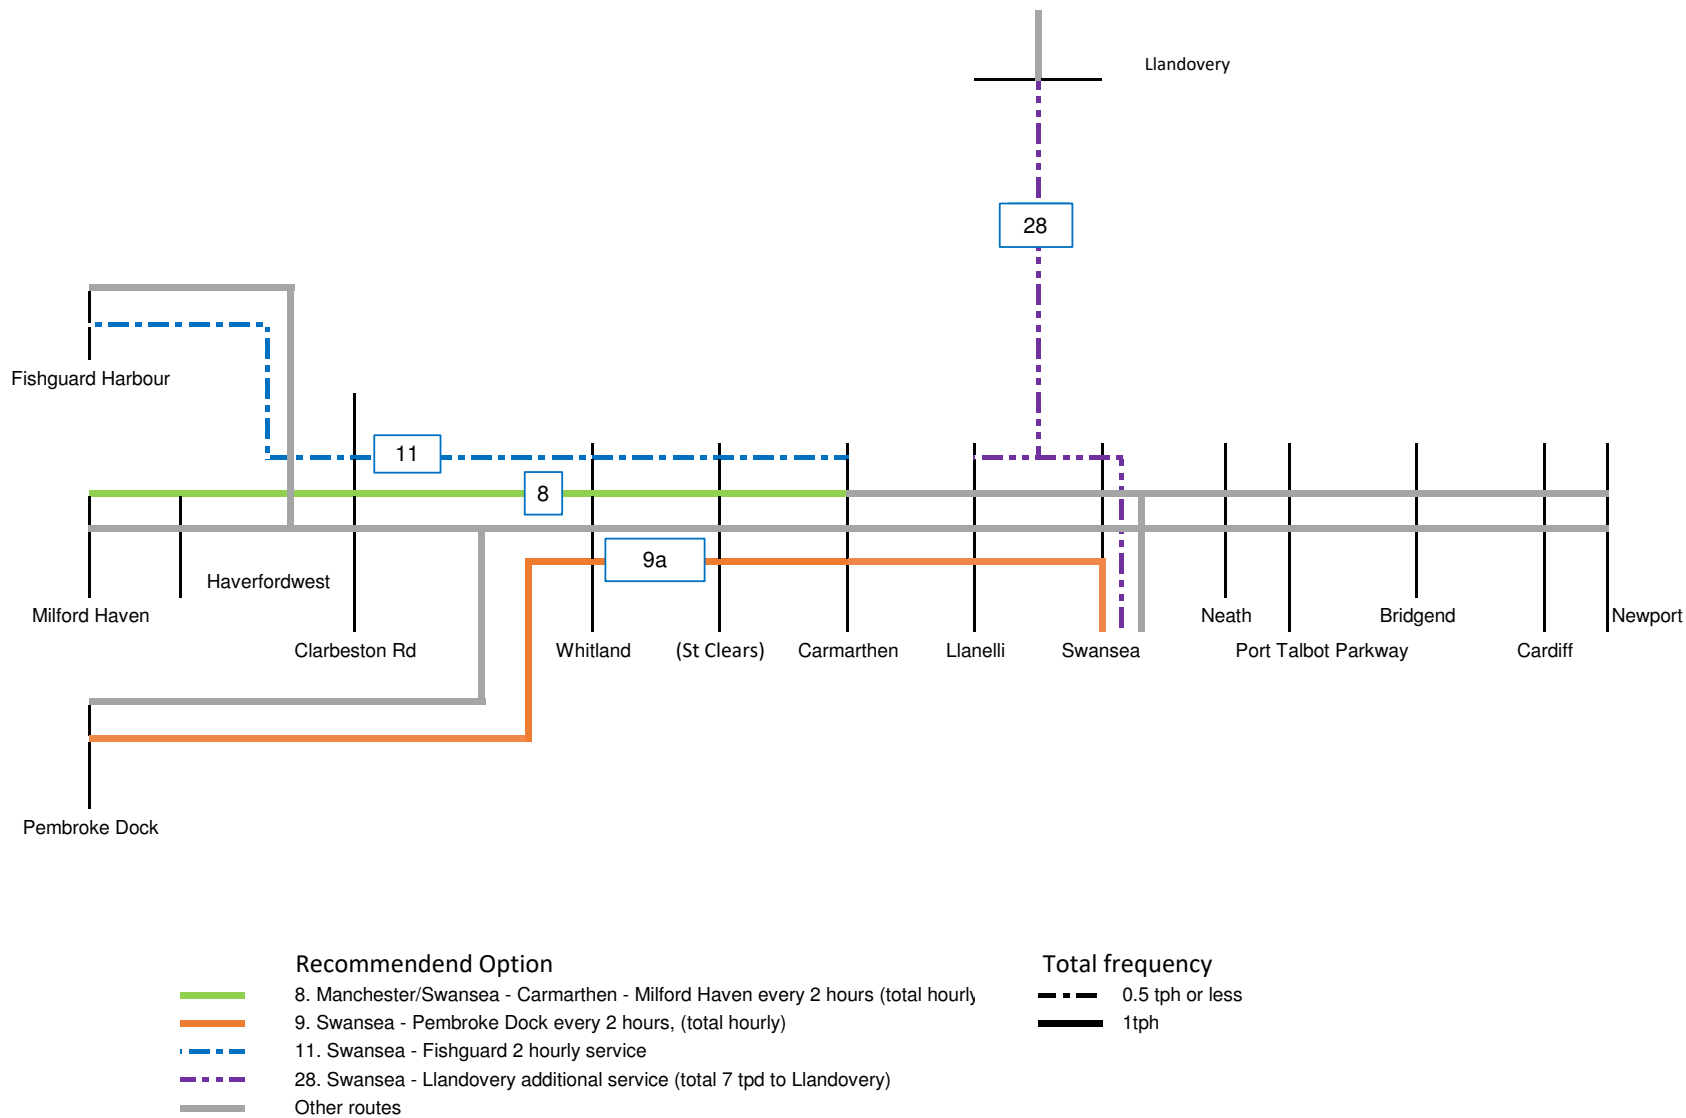 Llandovery
28
Fishguard Harbour
11
8
9a
Haverfordwest
Milford Haven
Neath
Bridgend
Newport
Clarbeston Rd
Whitland
(St Clears)
Carmarthen
Llanelli
Swansea
Port Talbot Parkway
Cardiff
Pembroke Dock
Recommendend Option
8. Manchester/Swansea - Carmarthen - Milford Haven every 2 hours (total hourly
9. Swansea - Pembroke Dock every 2 hours, (total hourly)
11. Swansea - Fishguard 2 hourly service
28. Swansea - Llandovery additional service (total 7 tpd to Llandovery)
Other routes
Total frequency
0.5 tph or less
1tph